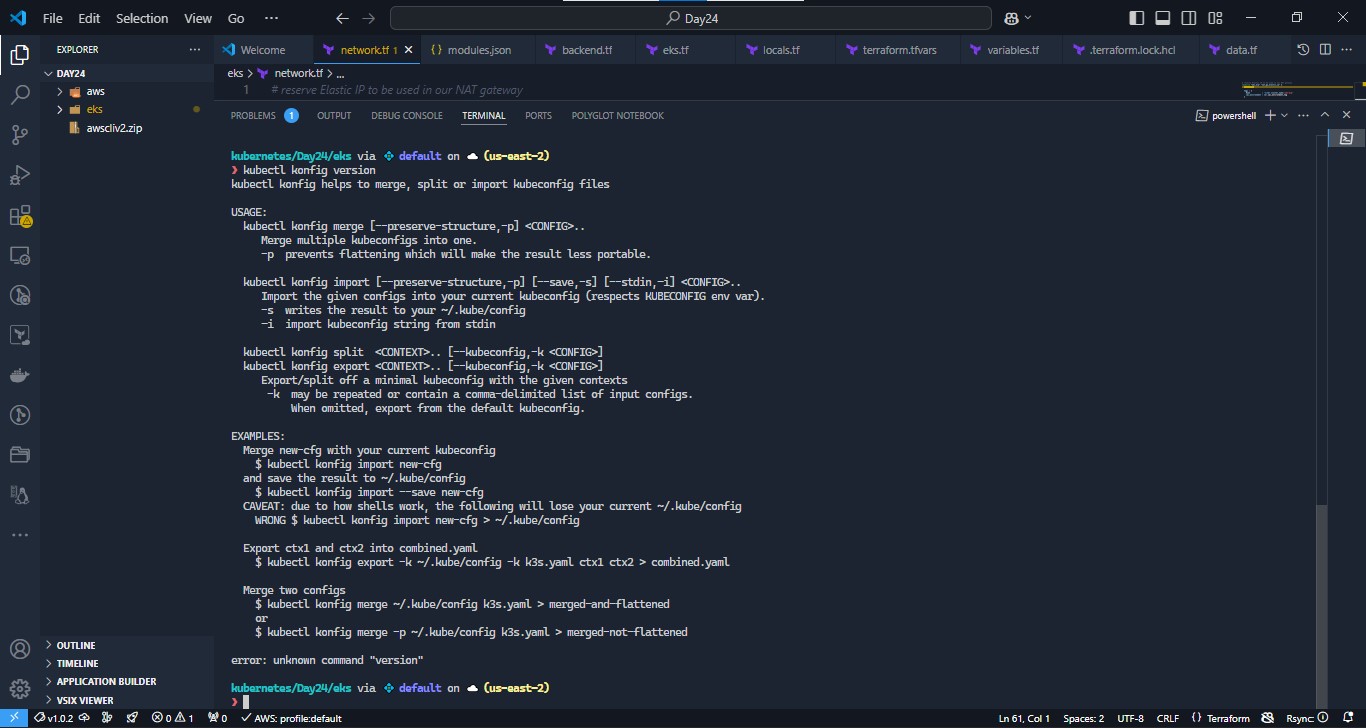 File Edit Selection View Go ... Day24
EXPLORER ...
DAY24
aws
eks
awscliv2.zip
OUTLINE
TIMELINE
APPLICATION BUILDER
VSIX VIEWER
Welcome network.tf 1 modules.json backend.tf eks.tf locals.tf terraform.tfvars variables.tf .terraform.lock.hcl data.tf
eks > network.tf > ...
1 # reserve Elastic IP to be used in our NAT gateway
PROBLEMS 1 OUTPUT DEBUG CONSOLE TERMINAL PORTS POLYGLOT NOTEBOOK powershell
kubernetes/Day24/eks via default on (us-east-2)
❯ kubectl konfig version
kubectl konfig helps to merge, split or import kubeconfig files
USAGE:
kubectl konfig merge [--preserve-structure,-p] <CONFIG>..
Merge multiple kubeconfigs into one.
-p prevents flattening which will make the result less portable.
kubectl konfig import [--preserve-structure,-p] [--save,-s] [--stdin,-i] <CONFIG>..
Import the given configs into your current kubeconfig (respects KUBECONFIG env var).
-s writes the result to your ~/.kube/config
-i import kubeconfig string from stdin
kubectl konfig split <CONTEXT>.. [--kubeconfig,-k <CONFIG>]
kubectl konfig export <CONTEXT>.. [--kubeconfig,-k <CONFIG>]
Export/split off a minimal kubeconfig with the given contexts
-k may be repeated or contain a comma-delimited list of input configs.
When omitted, export from the default kubeconfig.
EXAMPLES:
Merge new-cfg with your current kubeconfig
$ kubectl konfig import new-cfg
and save the result to ~/.kube/config
$ kubectl konfig import --save new-cfg
CAVEAT: due to how shells work, the following will lose your current ~/.kube/config
WRONG $ kubectl konfig import new-cfg > ~/.kube/config
Export ctx1 and ctx2 into combined.yaml
$ kubectl konfig export -k ~/.kube/config -k k3s.yaml ctx1 ctx2 > combined.yaml
Merge two configs
$ kubectl konfig merge ~/.kube/config k3s.yaml > merged-and-flattened
or
$ kubectl konfig merge -p ~/.kube/config k3s.yaml > merged-not-flattened
error: unknown command "version"
kubernetes/Day24/eks via default on (us-east-2)
❯
v1.0.2 0 1 0 AWS: profile:default Ln 61, Col 1 Spaces: 2 UTF-8 CRLF Terraform Rsync: